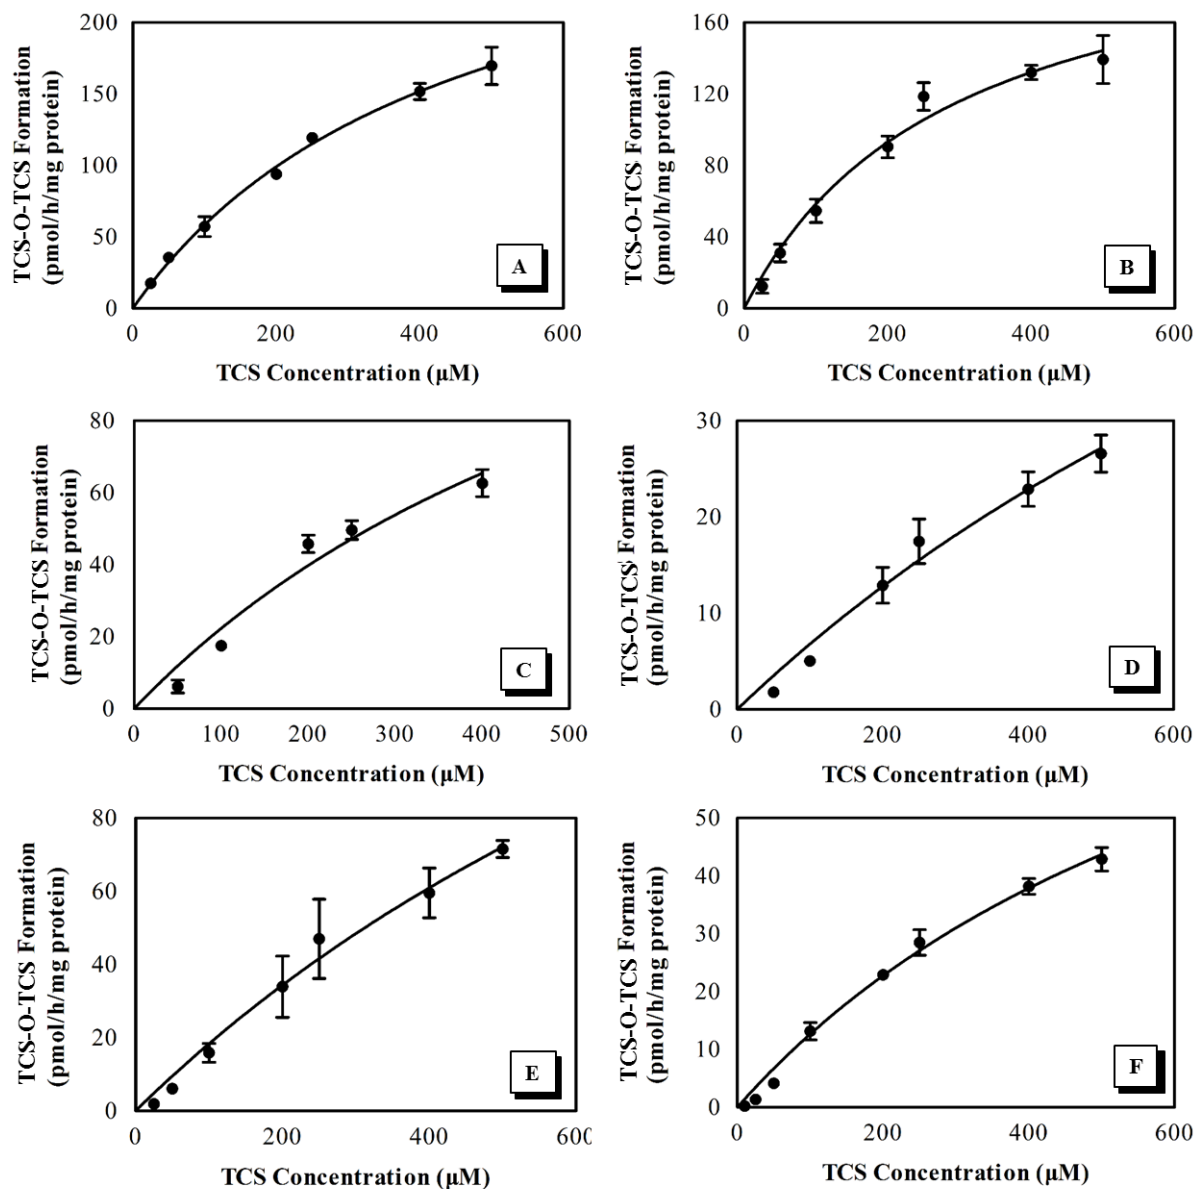 TCS-O-TCS Formation
(pmol/h/mg protein)
200
150
100
50
0
0 200 400 600
TCS Concentration (µM)
A
TCS-O-TCS Formation
(pmol/h/mg protein)
160
120
80
40
0
0 200 400 600
TCS Concentration (µM)
B
TCS-O-TCS Formation
(pmol/h/mg protein)
80
60
40
20
0
0 100 200 300 400 500
TCS Concentration (µM)
C
TCS-O-TCS Formation
(pmol/h/mg protein)
30
20
10
0
0 200 400 600
TCS Concentration (µM)
D
TCS-O-TCS Formation
(pmol/h/mg protein)
80
60
40
20
0
0 200 400 600
TCS Concentration (µM)
E
TCS-O-TCS Formation
(pmol/h/mg protein)
50
40
30
20
10
0
0 200 400 600
TCS Concentration (µM)
F